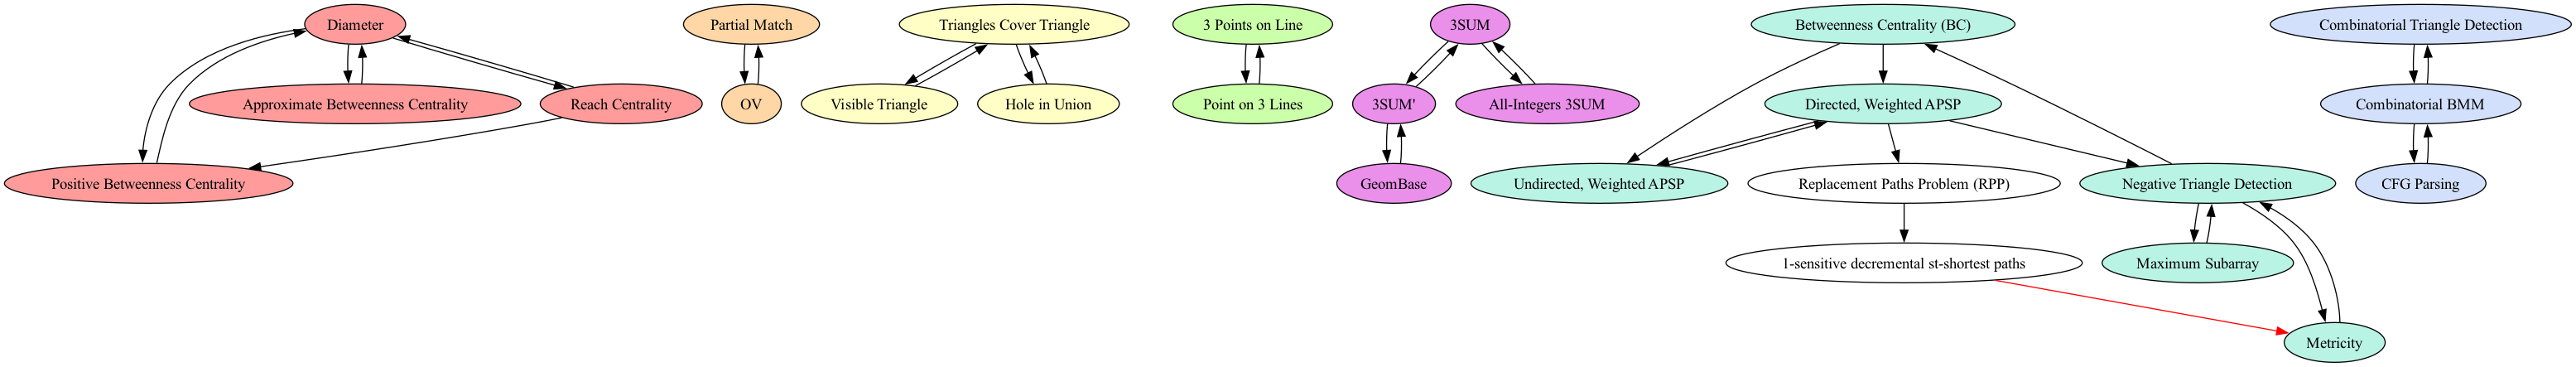 Diameter
Partial Match
Triangles Cover Triangle
3 Points on Line
3SUM
Betweenness Centrality (BC)
Combinatorial Triangle Detection
Approximate Betweenness Centrality
Reach Centrality
OV
Visible Triangle
Hole in Union
Point on 3 Lines
3SUM'
All-Integers 3SUM
Directed, Weighted APSP
Combinatorial BMM
Positive Betweenness Centrality
GeomBase
Undirected, Weighted APSP
Replacement Paths Problem (RPP)
Negative Triangle Detection
CFG Parsing
1-sensitive decremental st-shortest paths
Maximum Subarray
Metricity